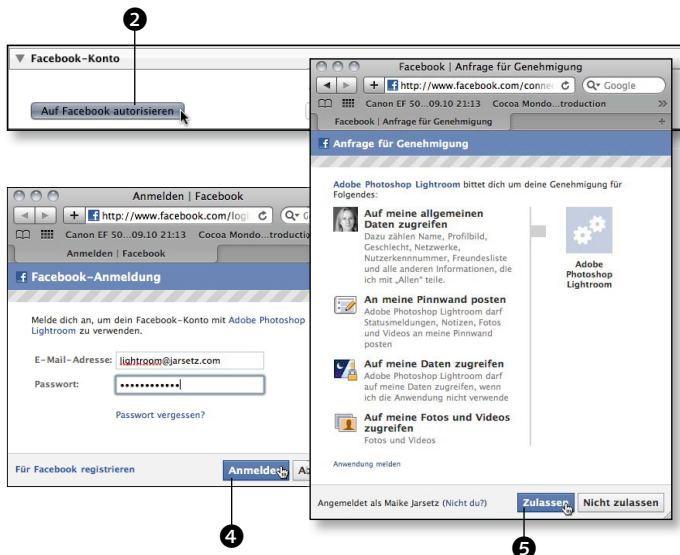 2
Facebook-Konto
Auf Facebook autorisieren
Facebook | Anfrage für Genehmigung
http://www.facebook.com/conne
Google
Canon EF 50...09.10 21:13 Cocoa Mondo...troduction
Facebook | Anfrage für Genehmigung
Anfrage für Genehmigung
Adobe Photoshop Lightroom bittet dich um deine Genehmigung für
Folgendes:
Auf meine allgemeinen
Daten zugreifen
Dazu zählen Name, Profilbild,
Geschlecht, Netzwerke,
Nutzerkennnummer, Freundesliste
und alle anderen Informationen, die
ich mit „Allen" teile.
An meine Pinnwand posten
Adobe Photoshop Lightroom darf
Statusmeldungen, Notizen, Fotos
und Videos an meine Pinnwand
posten
Auf meine Daten zugreifen
Adobe Photoshop Lightroom darf
auf meine Daten zugreifen, wenn
ich die Anwendung nicht verwende
Auf meine Fotos und Videos
zugreifen
Fotos und Videos
Adobe
Photoshop
Lightroom
Anwendung melden
Angemeldet als Maike Jarsetz (Nicht du?)
Zulassen
Nicht zulassen
5
Anmelden | Facebook
http://www.facebook.com/logi
Canon EF 50...09.10 21:13 Cocoa Mondo...troductio
Anmelden | Facebook
Facebook-Anmeldung
Melde dich an, um dein Facebook-Konto mit Adobe Photoshop
Lightroom zu verwenden.
E-Mail-Adresse: lightroom@jarsetz.com
Passwort:
Passwort vergessen?
Für Facebook registrieren
Anmelden
4